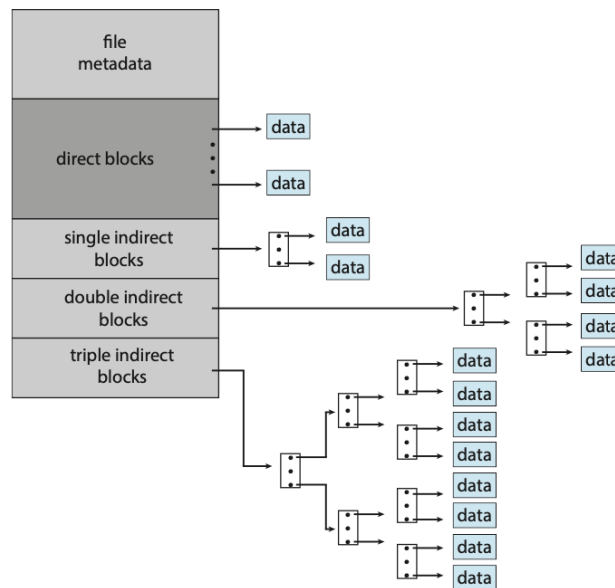 file
metadata
direct blocks
data
data
single indirect
blocks
data
data
double indirect
blocks
data
data
data
data
triple indirect
blocks
data
data
data
data
data
data
data
data